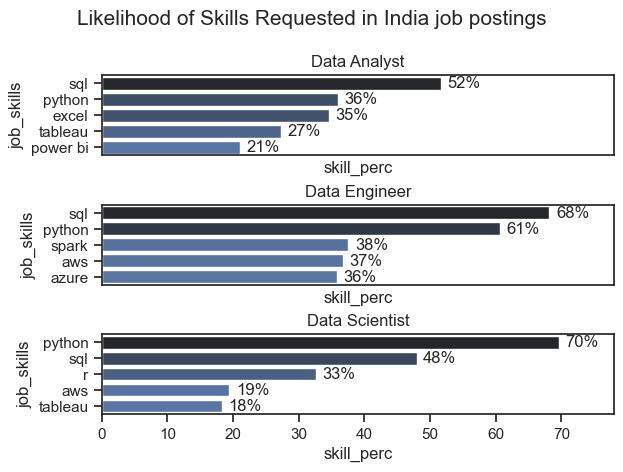 Likelihood of Skills Requested in India job postings
Data Analyst
job_skills
sql 52%
python 36%
excel 35%
tableau 27%
power bi 21%
skill_perc
Data Engineer
job_skills
sql 68%
python 61%
spark 38%
aws 37%
azure 36%
skill_perc
Data Scientist
job_skills
python 70%
sql 48%
r 33%
aws 19%
tableau 18%
0 10 20 30 40 50 60 70
skill_perc